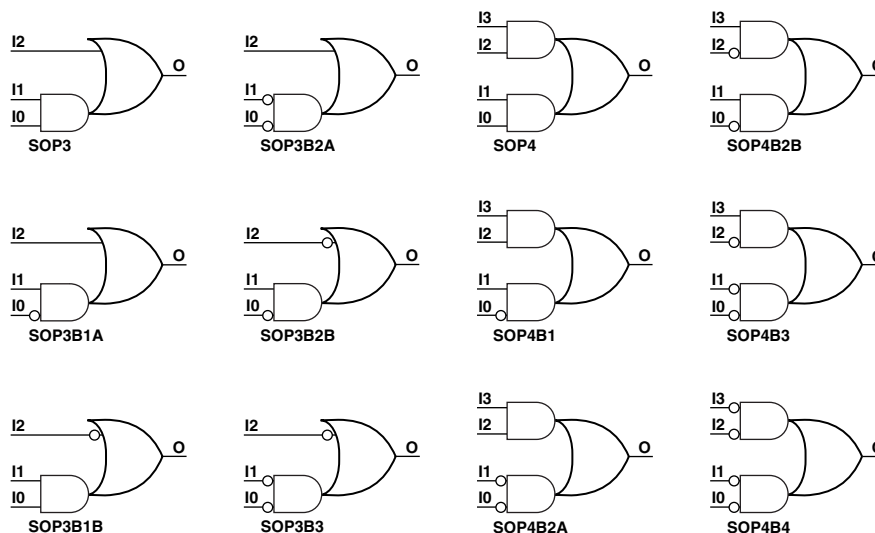 I2
O
I1
I0
SOP3
I2
O
I1
I0
SOP3B2A
I3
I2
O
I1
I0
SOP4
I3
I2
O
I1
I0
SOP4B2B
I2
O
I1
I0
SOP3B1A
I2
O
I1
I0
SOP3B2B
I3
I2
O
I1
I0
SOP4B1
I3
I2
O
I1
I0
SOP4B3
I2
O
I1
I0
SOP3B1B
I2
O
I1
I0
SOP3B3
I3
I2
O
I1
I0
SOP4B2A
I3
I2
O
I1
I0
SOP4B4